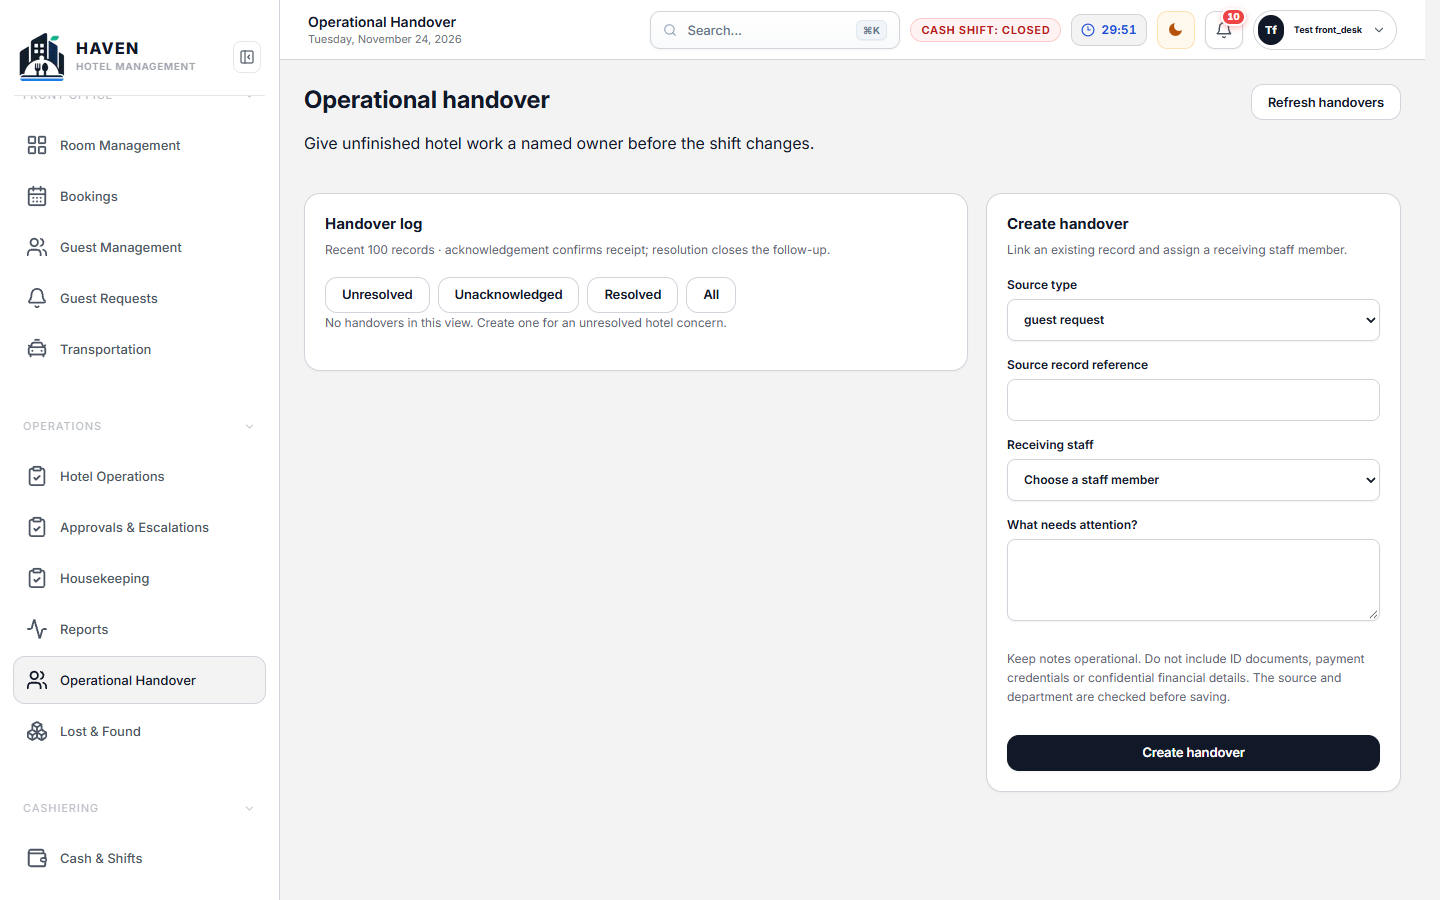 HAVEN
HOTEL MANAGEMENT
FRONT OFFICE
Room Management
Bookings
Guest Management
Guest Requests
Transportation
OPERATIONS
Hotel Operations
Approvals & Escalations
Housekeeping
Reports
Operational Handover
Lost & Found
CASHIERING
Cash & Shifts
Operational Handover
Tuesday, November 24, 2026
Search...
⌘K
CASH SHIFT: CLOSED
29:51
10
Tf
Test front_desk
Operational handover
Refresh handovers
Give unfinished hotel work a named owner before the shift changes.
Handover log
Recent 100 records · acknowledgement confirms receipt; resolution closes the follow-up.
Unresolved
Unacknowledged
Resolved
All
No handovers in this view. Create one for an unresolved hotel concern.
Create handover
Link an existing record and assign a receiving staff member.
Source type
guest request
Source record reference
Receiving staff
Choose a staff member
What needs attention?
Keep notes operational. Do not include ID documents, payment
credentials or confidential financial details. The source and
department are checked before saving.
Create handover